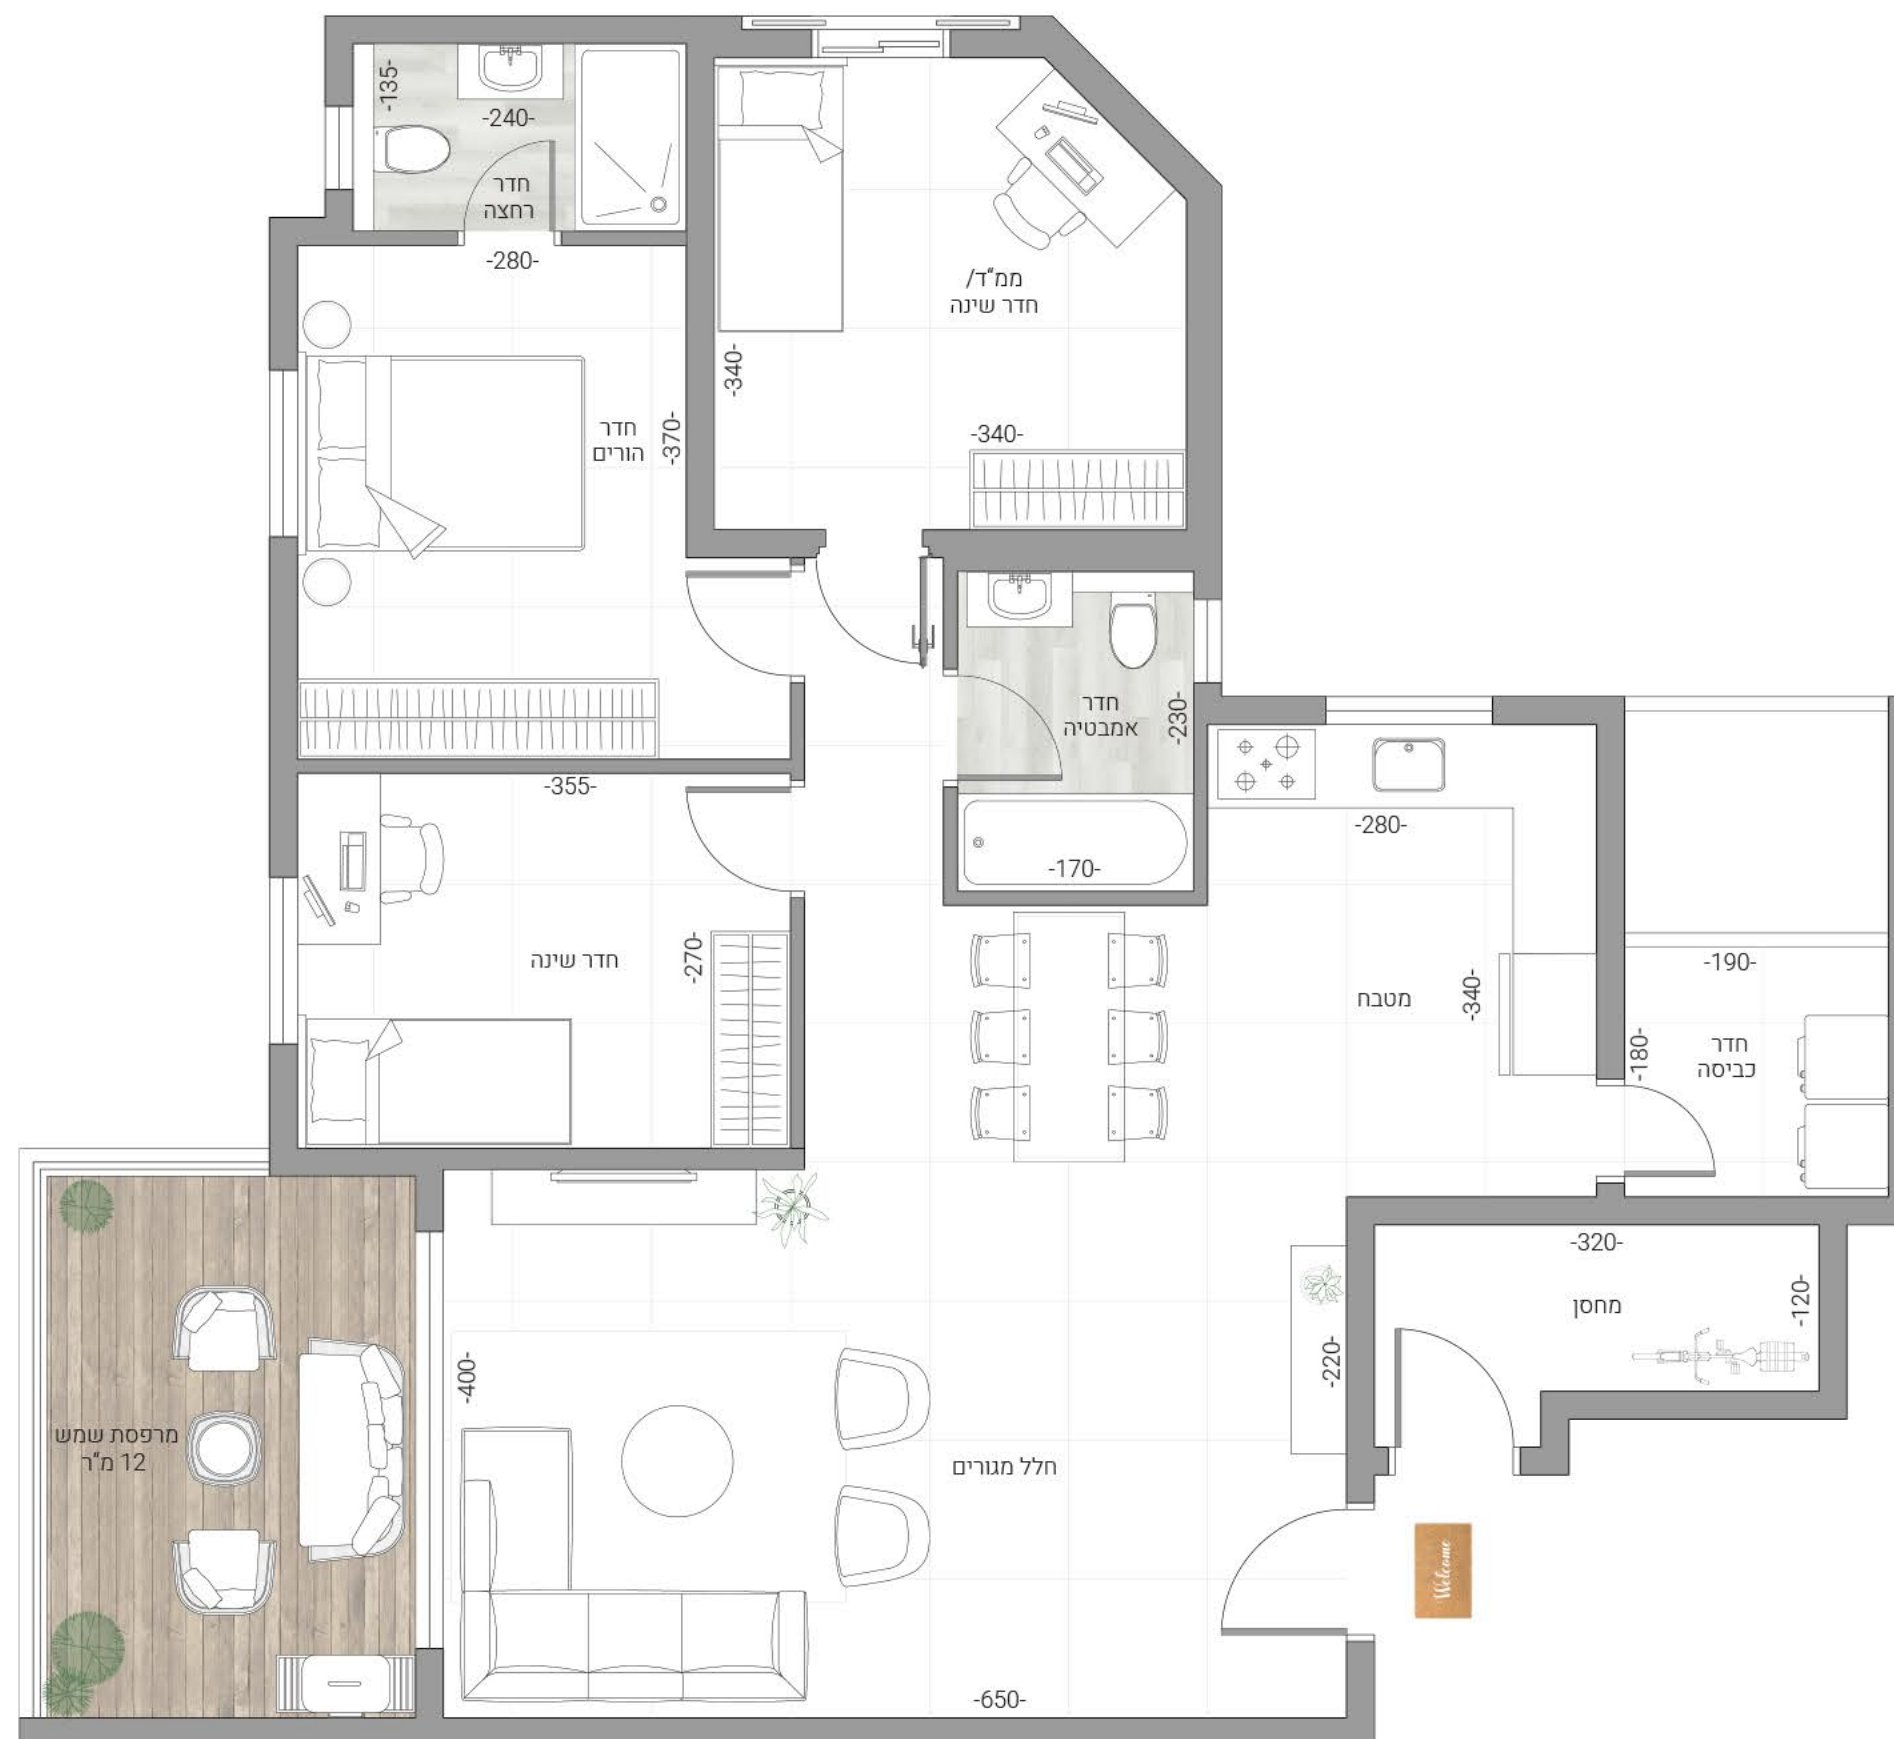 -135-
-240-
חדר
רחצה
-280-
ממ"ד/
חדר שינה
-340-
-340-
חדר
הורים
-370-
חדר
אמבטיה
-230-
-170-
-355-
חדר שינה
-270-
-280-
מטבח
-340-
-190-
-180-
חדר
כביסה
-320-
מחסן
-120-
-220-
-400-
חלל מגורים
מרפסת שמש
12 מ"ר
Welcome
-650-